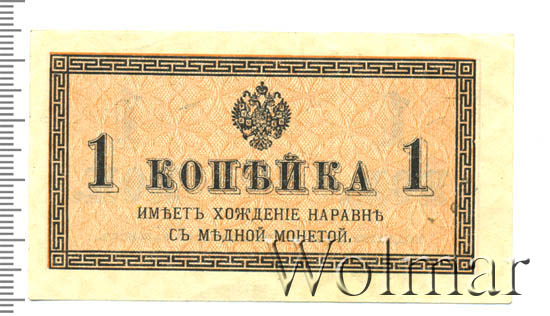 1 КОПѢЙКА 1
ИМѢЕТЪ ХОЖДЕНІЕ НАРАВНѢ
СЪ МѢДНОЙ МОНЕТОЙ.
Wolmar